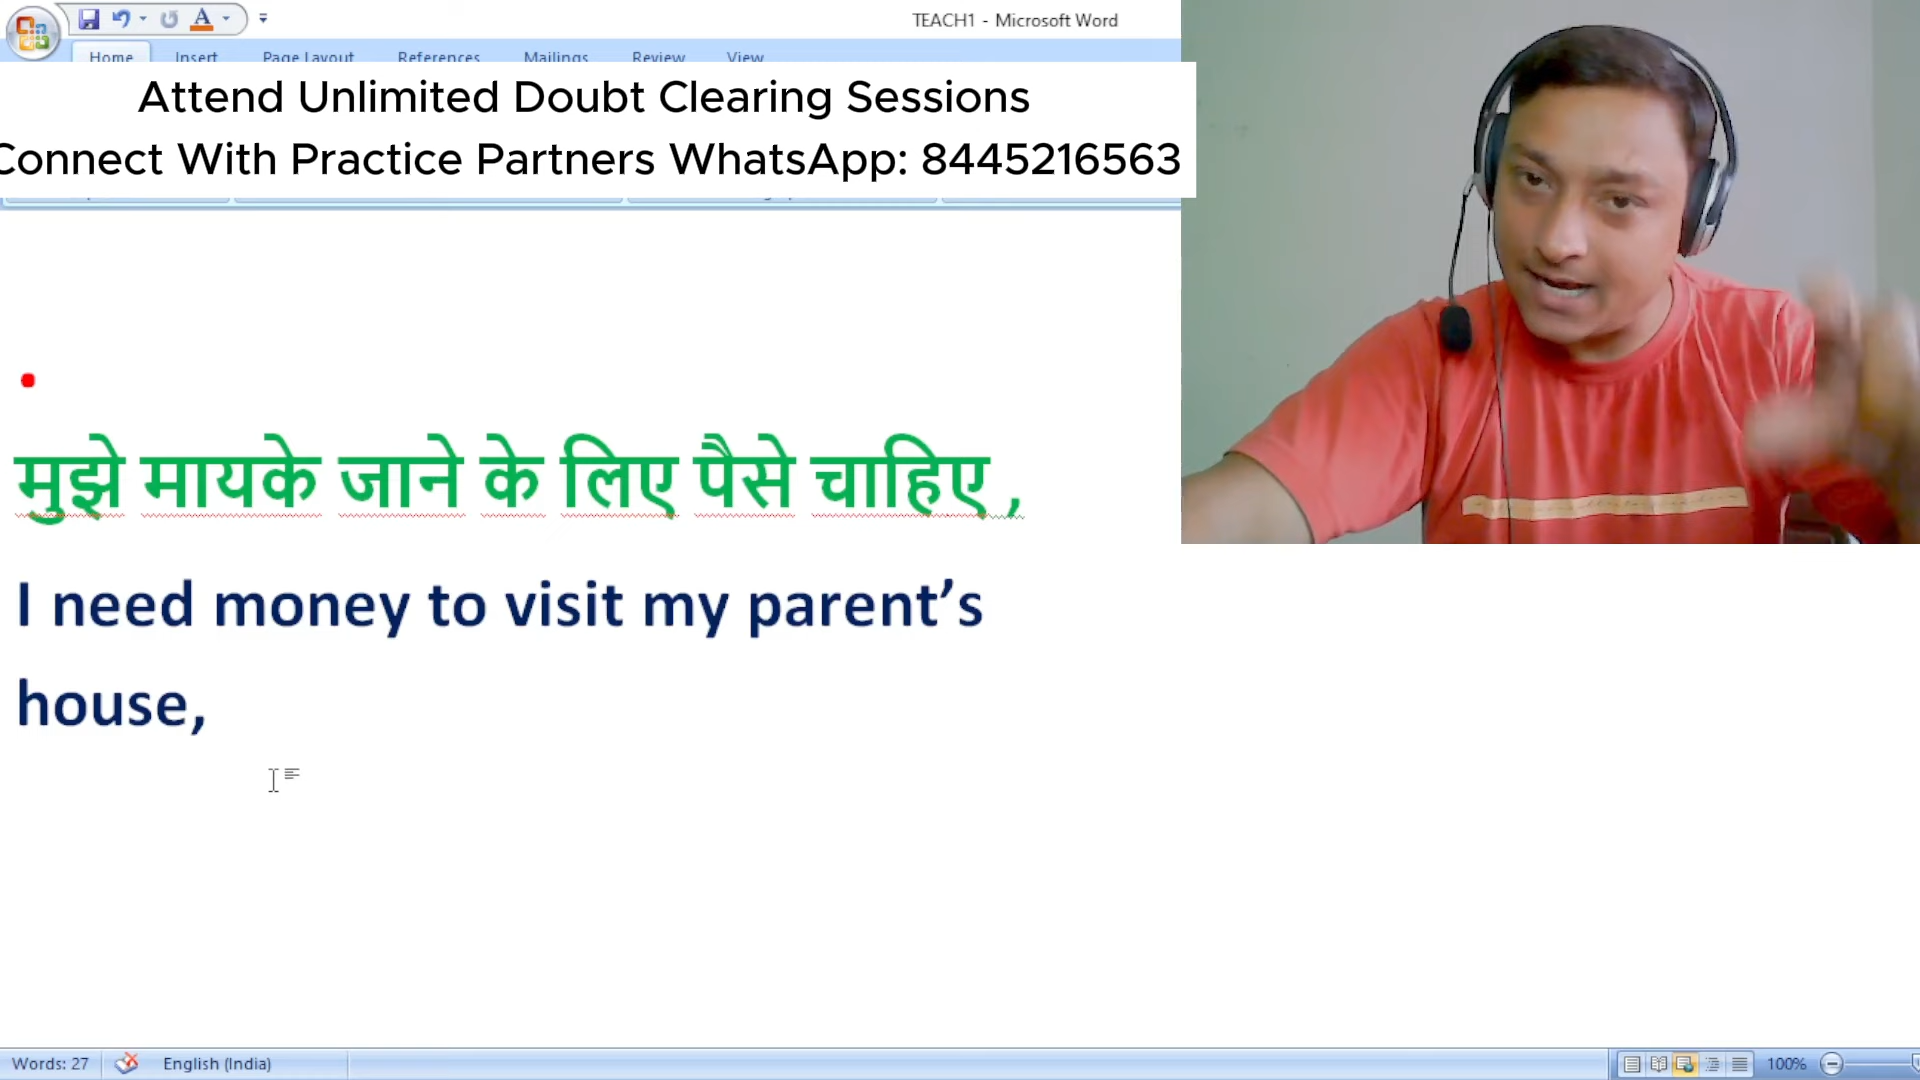 TEACH1 - Microsoft Word
Home Insert Page Layout References Mailings Review View
Attend Unlimited Doubt Clearing Sessions
Connect With Practice Partners WhatsApp: 8445216563
मुझे मायके जाने के लिए पैसे चाहिए ,
I need money to visit my parent’s
house,
Words: 27 English (India) 100%